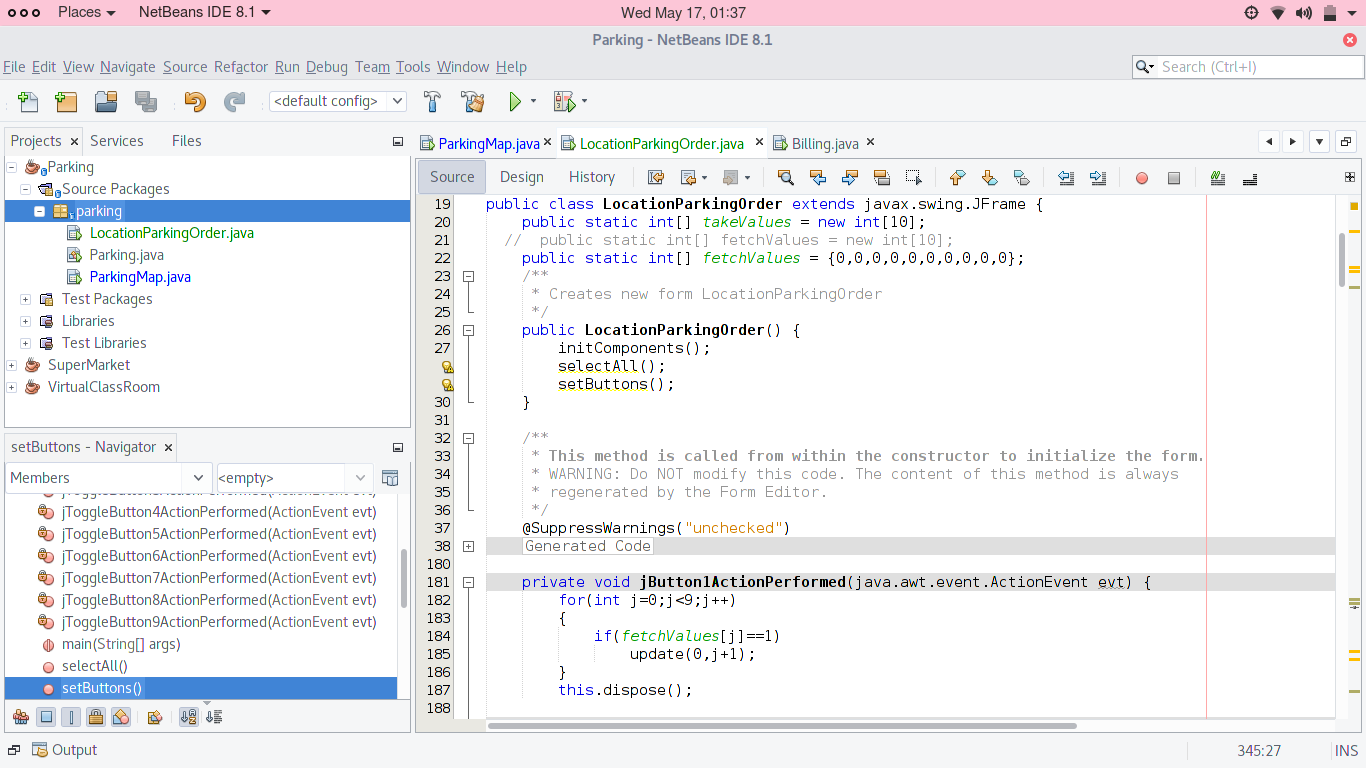 Places
NetBeans IDE 8.1
Wed May 17, 01:37
Parking - NetBeans IDE 8.1
File Edit View Navigate Source Refactor Run Debug Team Tools Window Help
Search (Ctrl+I)
<default config>
Projects
Services
Files
Parking
Source Packages
parking
LocationParkingOrder.java
Parking.java
ParkingMap.java
Test Packages
Libraries
Test Libraries
SuperMarket
VirtualClassRoom
setButtons - Navigator
Members
<empty>
jToggleButton4ActionPerformed(ActionEvent evt)
jToggleButton5ActionPerformed(ActionEvent evt)
jToggleButton6ActionPerformed(ActionEvent evt)
jToggleButton7ActionPerformed(ActionEvent evt)
jToggleButton8ActionPerformed(ActionEvent evt)
jToggleButton9ActionPerformed(ActionEvent evt)
main(String[] args)
selectAll()
setButtons()
ParkingMap.java
LocationParkingOrder.java
Billing.java
Source
Design
History
19 public class LocationParkingOrder extends javax.swing.JFrame {
20 public static int[] takeValues = new int[10];
21 // public static int[] fetchValues = new int[10];
22 public static int[] fetchValues = {0,0,0,0,0,0,0,0,0,0};
23 /**
24 * Creates new form LocationParkingOrder
25 */
26 public LocationParkingOrder() {
27 initComponents();
selectAll();
setButtons();
30 }
31
32 /**
33 * This method is called from within the constructor to initialize the form.
34 * WARNING: Do NOT modify this code. The content of this method is always
35 * regenerated by the Form Editor.
36 */
37 @SuppressWarnings("unchecked")
38 Generated Code
180
181 private void jButton1ActionPerformed(java.awt.event.ActionEvent evt) {
182 for(int j=0;j<9;j++)
183 {
184 if(fetchValues[j]==1)
185 update(0,j+1);
186 }
187 this.dispose();
188
Output
345:27
INS